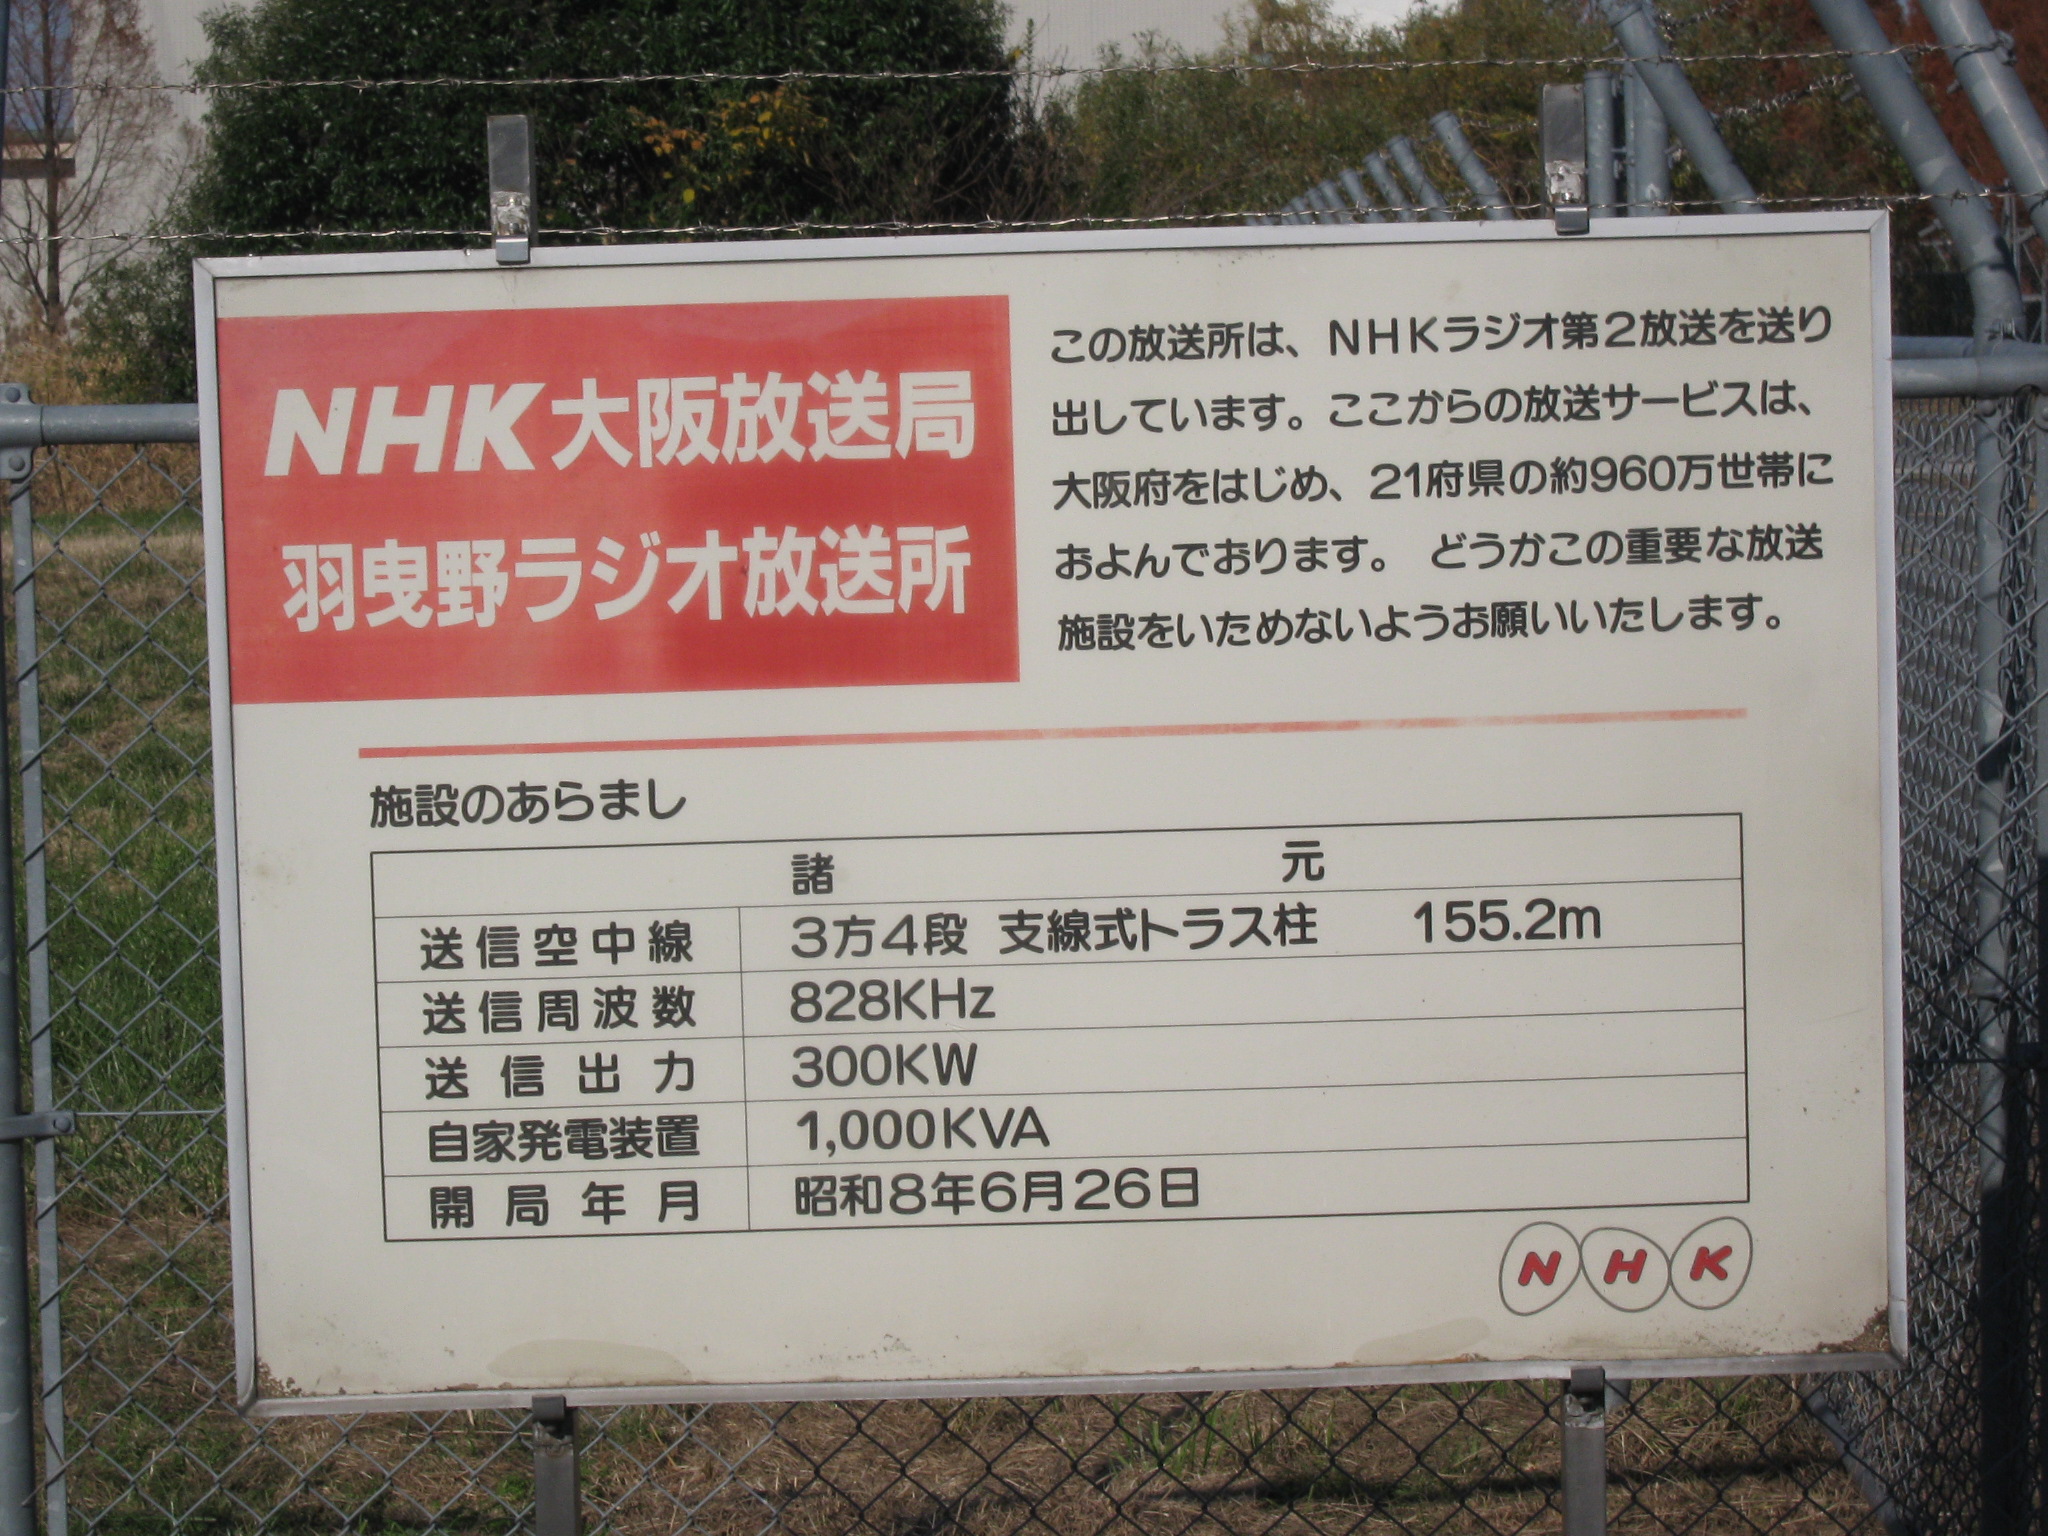 NHK大阪放送局
羽曳野ラジオ放送所
この放送所は、NHKラジオ第2放送を送り
出しています。ここからの放送サービスは、
大阪府をはじめ、21府県の約960万世帯に
およんでおります。 どうかこの重要な放送
施設をいためないようお願いいたします。
施設のあらまし
諸 元
送信空中線 3方4段 支線式トラス柱 155.2m
送信周波数 828KHz
送信出力 300KW
自家発電装置 1,000KVA
開局年月 昭和8年6月26日
NHK